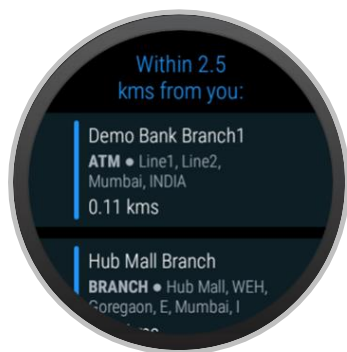 Within 2.5
kms from you:
Demo Bank Branch1
ATM ● Line1, Line2,
Mumbai, INDIA
0.11 kms
Hub Mall Branch
BRANCH ● Hub Mall, WEH,
Goregaon, E, Mumbai, I